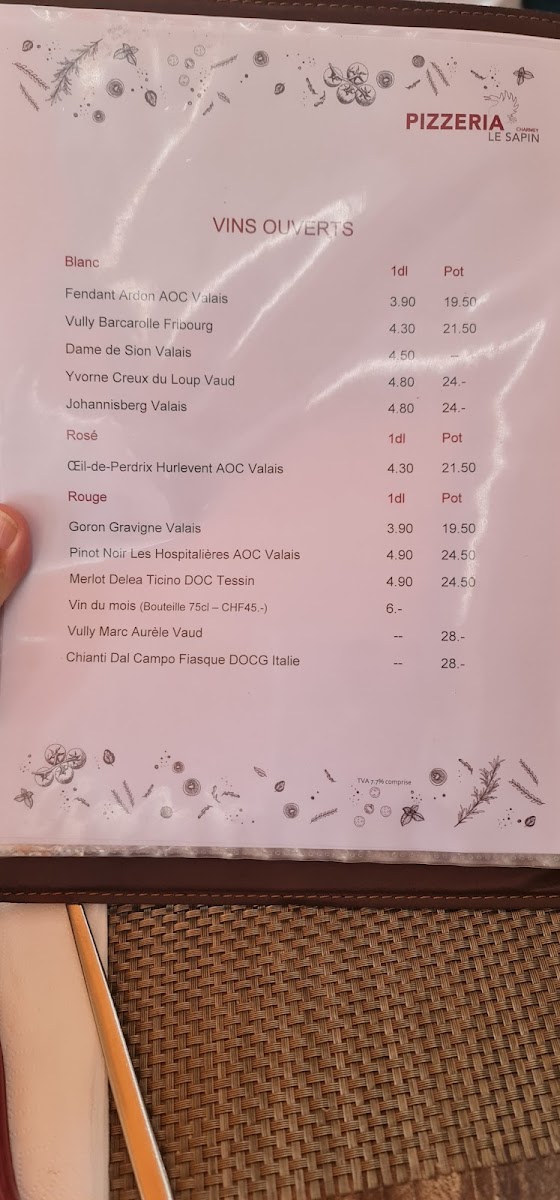 PIZZERIA
CHARMEY
LE SAPIN
VINS OUVERTS
Blanc 1dl Pot
Fendant Ardon AOC Valais 3.90 19.50
Vully Barcarolle Fribourg 4.30 21.50
Dame de Sion Valais 4.50 --
Yvorne Creux du Loup Vaud 4.80 24.-
Johannisberg Valais 4.80 24.-
Rosé 1dl Pot
Œil-de-Perdrix Hurlevent AOC Valais 4.30 21.50
Rouge 1dl Pot
Goron Gravigne Valais 3.90 19.50
Pinot Noir Les Hospitalières AOC Valais 4.90 24.50
Merlot Delea Ticino DOC Tessin 4.90 24.50
Vin du mois (Bouteille 75cl – CHF45.-) 6.-
Vully Marc Aurèle Vaud -- 28.-
Chianti Dal Campo Fiasque DOCG Italie -- 28.-
TVA 7.7% comprise